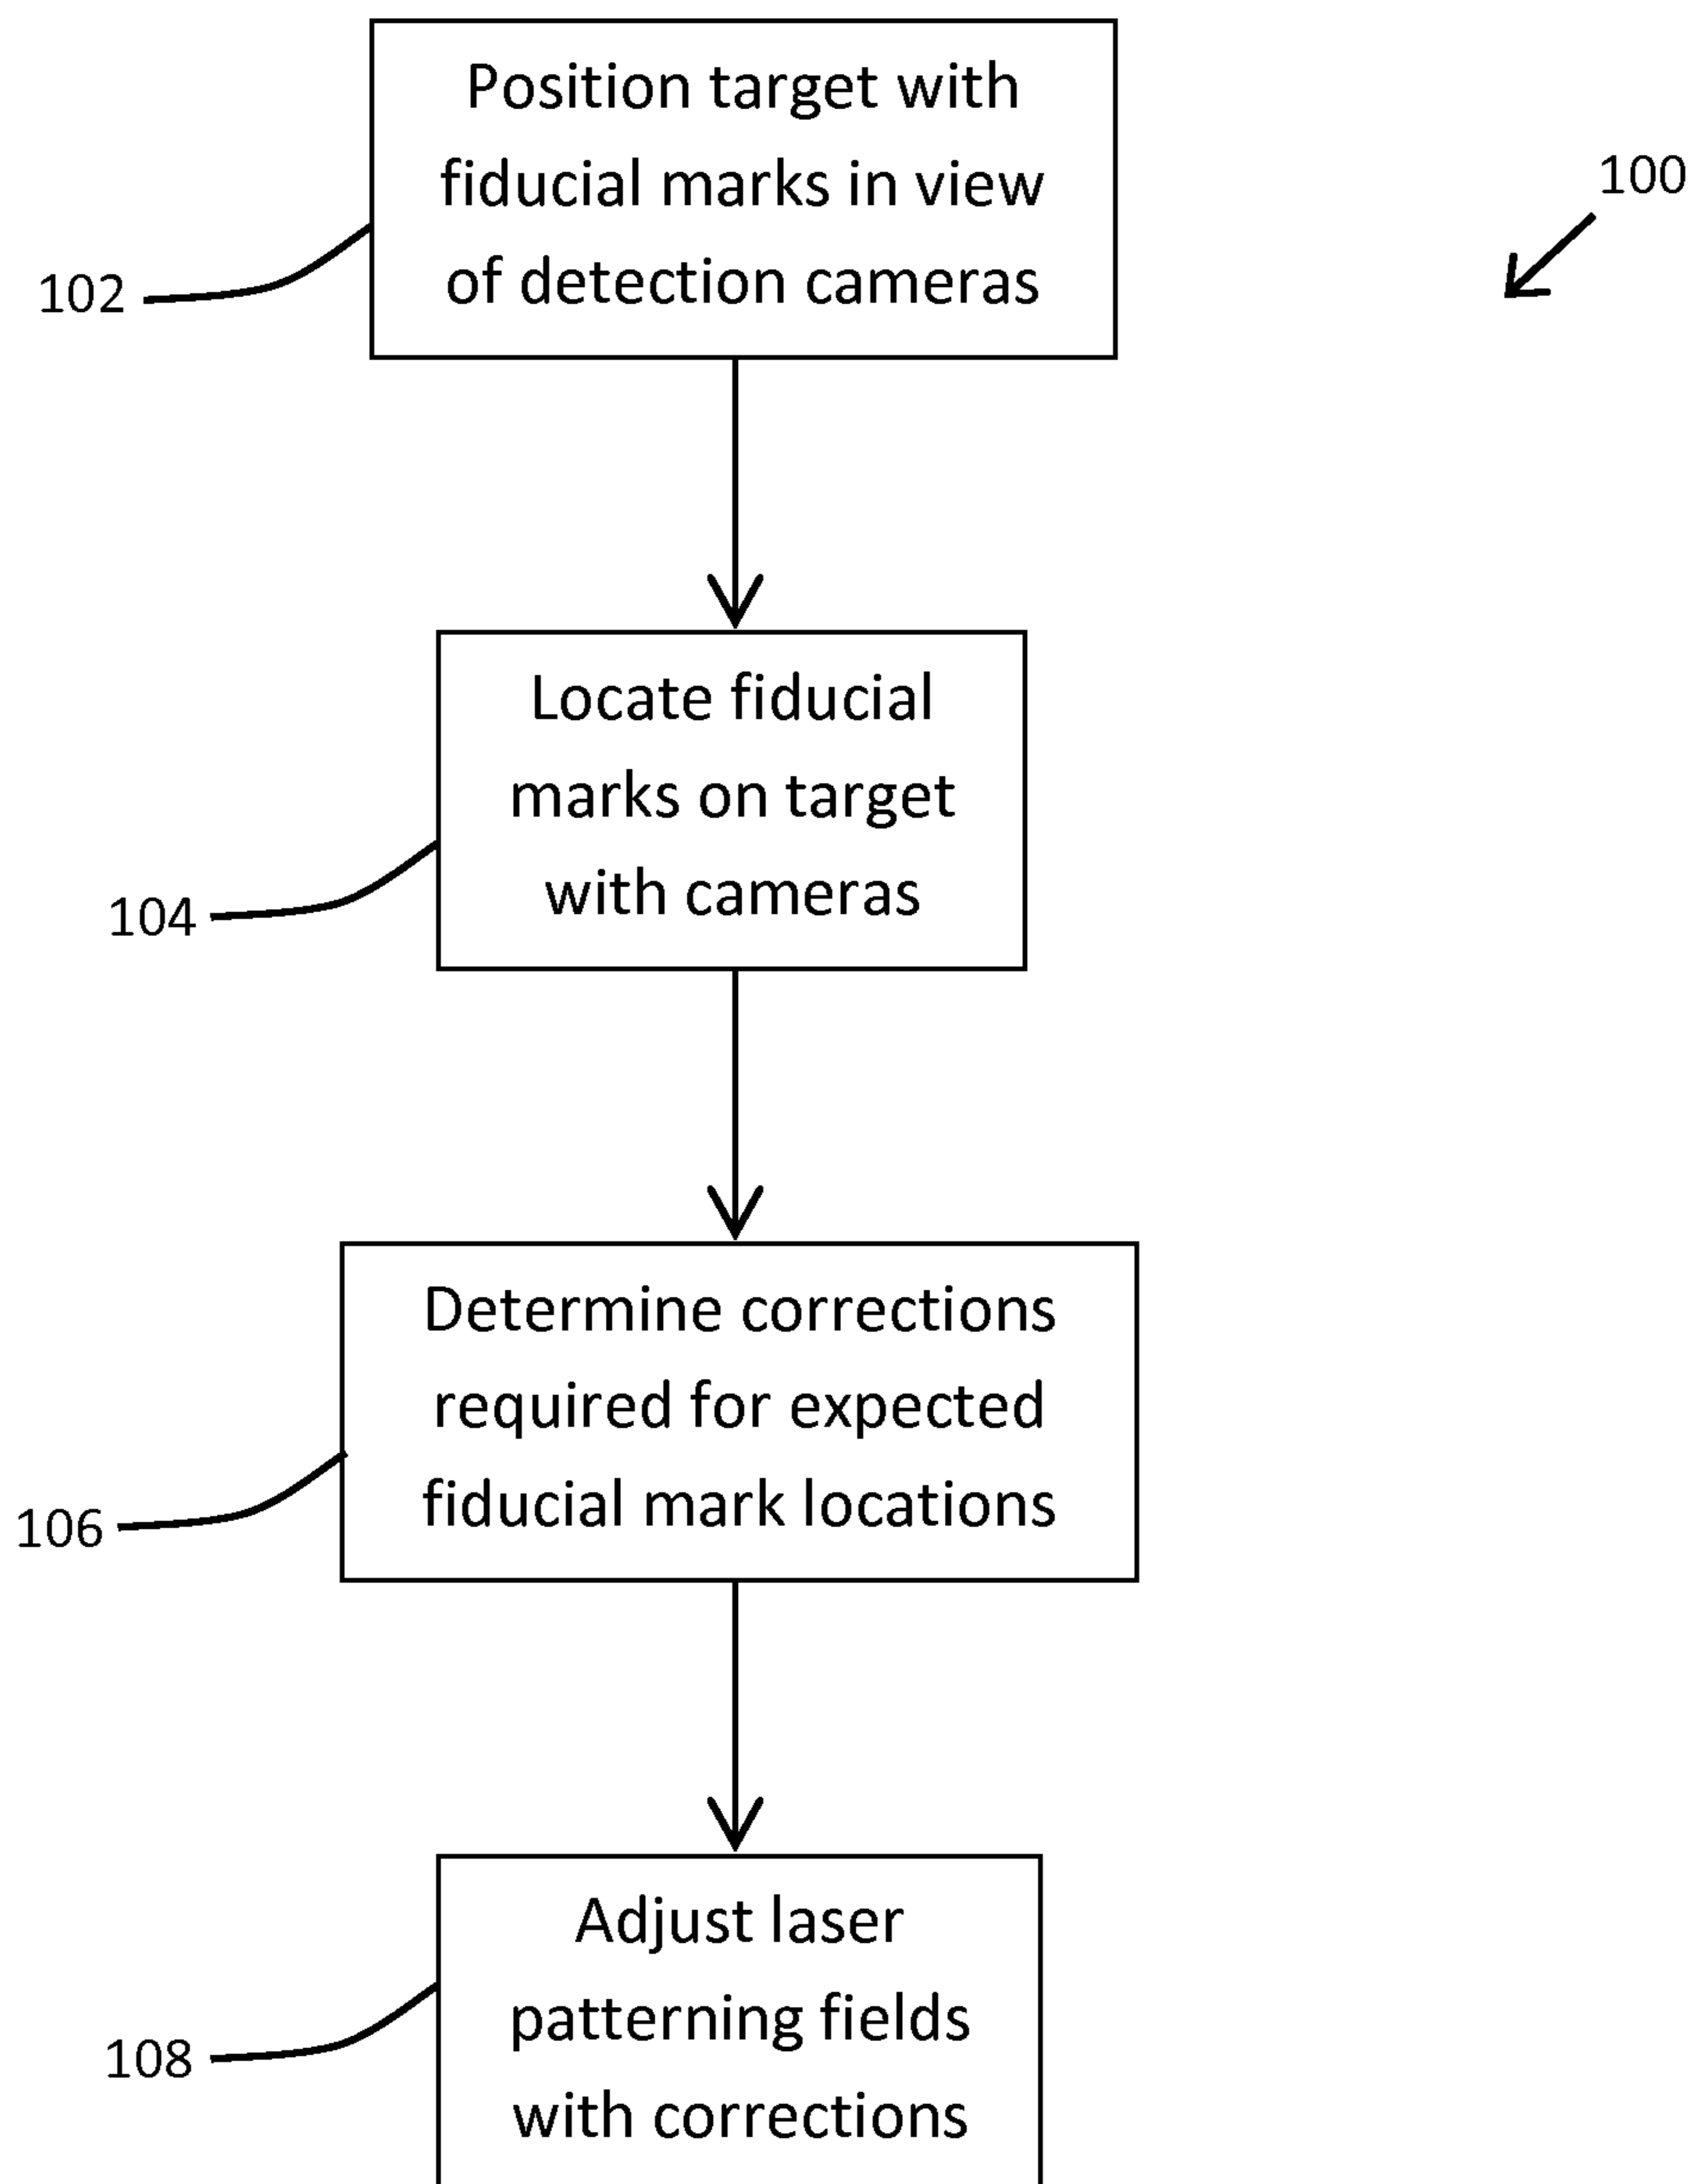 Position target with
fiducial marks in view
of detection cameras
100
102
Locate fiducial
marks on target
with cameras
104
Determine corrections
required for expected
fiducial mark locations
106
Adjust laser
patterning fields
with corrections
108